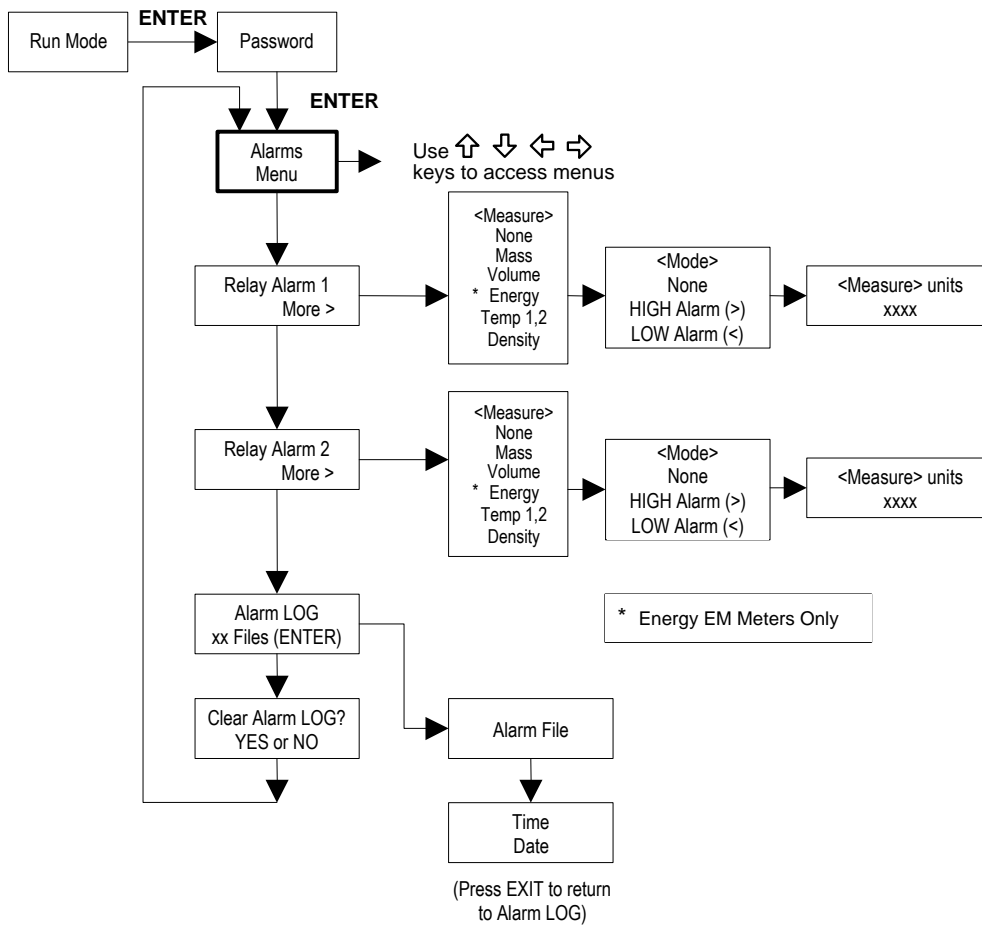 ENTER
Run Mode
Password
ENTER
Alarms
Menu
Use
keys to access menus
Relay Alarm 1
More >
<Measure>
None
Mass
Volume
* Energy
Temp 1,2
Density
<Mode>
None
HIGH Alarm (>)
LOW Alarm (<)
<Measure> units
xxxx
Relay Alarm 2
More >
<Measure>
None
Mass
Volume
* Energy
Temp 1,2
Density
<Mode>
None
HIGH Alarm (>)
LOW Alarm (<)
<Measure> units
xxxx
Alarm LOG
xx Files (ENTER)
* Energy EM Meters Only
Clear Alarm LOG?
YES or NO
Alarm File
Time
Date
(Press EXIT to return
to Alarm LOG)